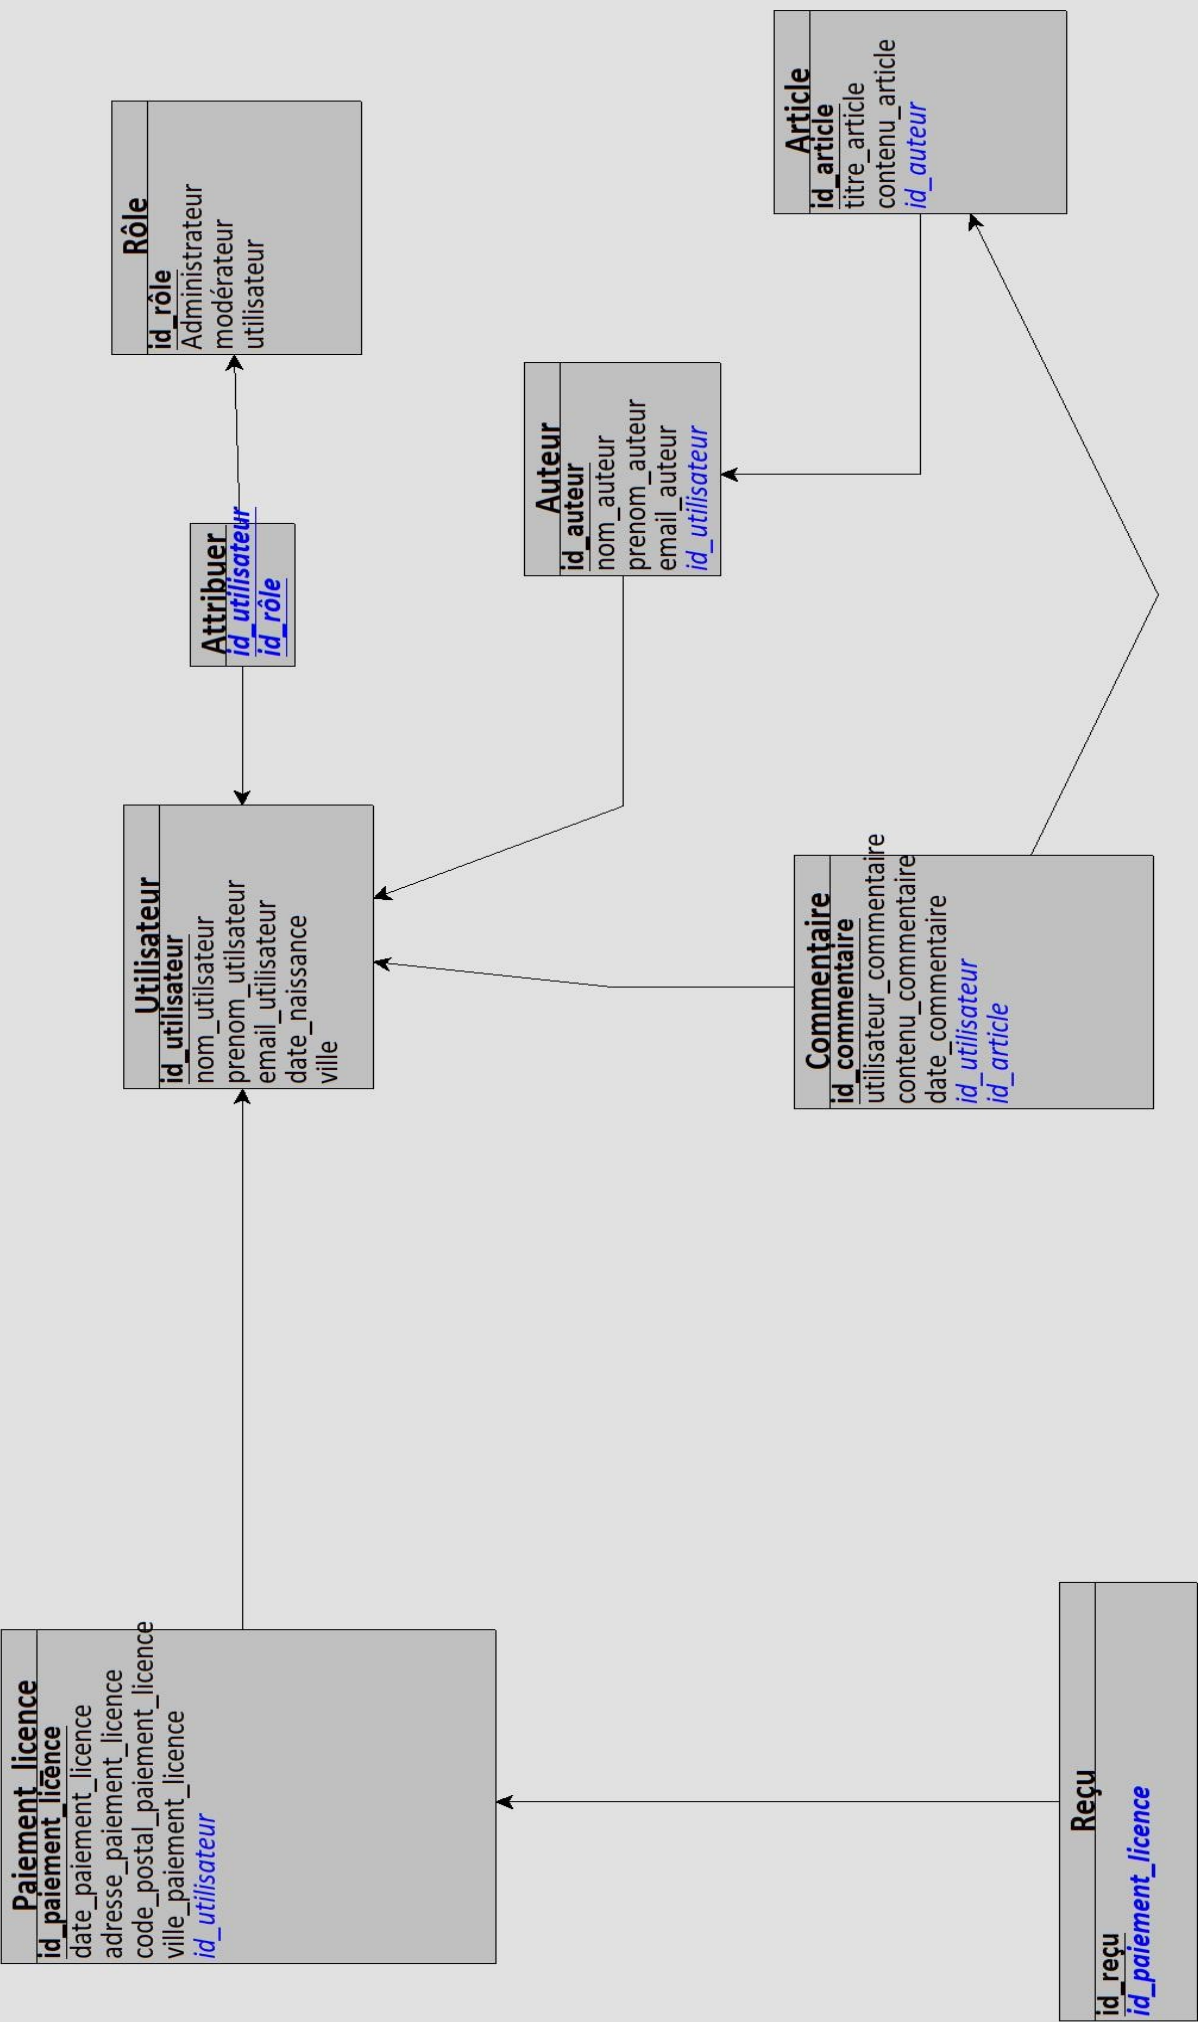 Paiement_licence
id_paiement_licence
date_paiement_licence
adresse_paiement_licence
code_postal_paiement_licence
ville_paiement_licence
id_utilisateur
Utilisateur
id_utilisateur
nom_utilsateur
prenom_utilsateur
email_utilisateur
date_naissance
ville
Attribuer
id_utilisateur
id_rôle
Rôle
id_rôle
Administrateur
modérateur
utilisateur
Auteur
id_auteur
nom_auteur
prenom_auteur
email_auteur
id_utilisateur
Commentaire
id_commentaire
utilisateur_commentaire
contenu_commentaire
date_commentaire
id_utilisateur
id_article
Article
id_article
titre_article
contenu_article
id_auteur
Reçu
id_reçu
id_paiement_licence